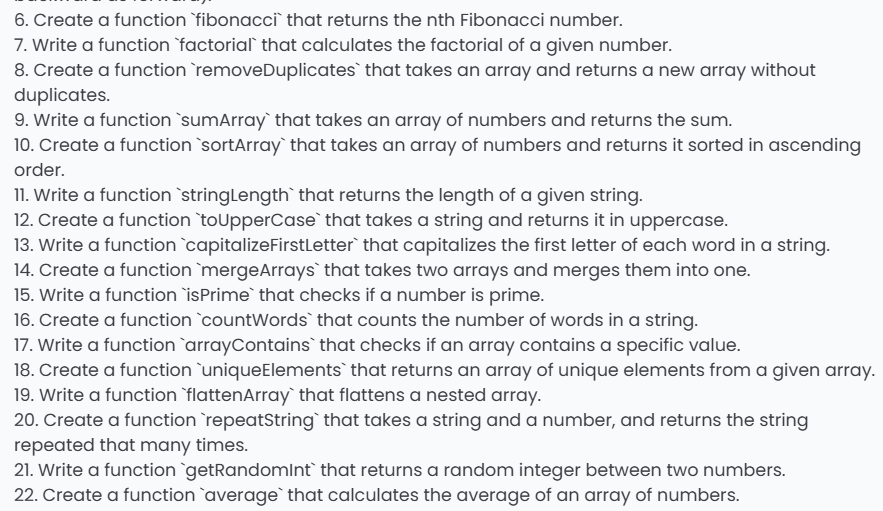 backward as forward).
6. Create a function `fibonacci` that returns the nth Fibonacci number.
7. Write a function `factorial` that calculates the factorial of a given number.
8. Create a function `removeDuplicates` that takes an array and returns a new array without
duplicates.
9. Write a function `sumArray` that takes an array of numbers and returns the sum.
10. Create a function `sortArray` that takes an array of numbers and returns it sorted in ascending
order.
11. Write a function `stringLength` that returns the length of a given string.
12. Create a function `toUpperCase` that takes a string and returns it in uppercase.
13. Write a function `capitalizeFirstLetter` that capitalizes the first letter of each word in a string.
14. Create a function `mergeArrays` that takes two arrays and merges them into one.
15. Write a function `isPrime` that checks if a number is prime.
16. Create a function `countWords` that counts the number of words in a string.
17. Write a function `arrayContains` that checks if an array contains a specific value.
18. Create a function `uniqueElements` that returns an array of unique elements from a given array.
19. Write a function `flattenArray` that flattens a nested array.
20. Create a function `repeatString` that takes a string and a number, and returns the string
repeated that many times.
21. Write a function `getRandomInt` that returns a random integer between two numbers.
22. Create a function `average` that calculates the average of an array of numbers.